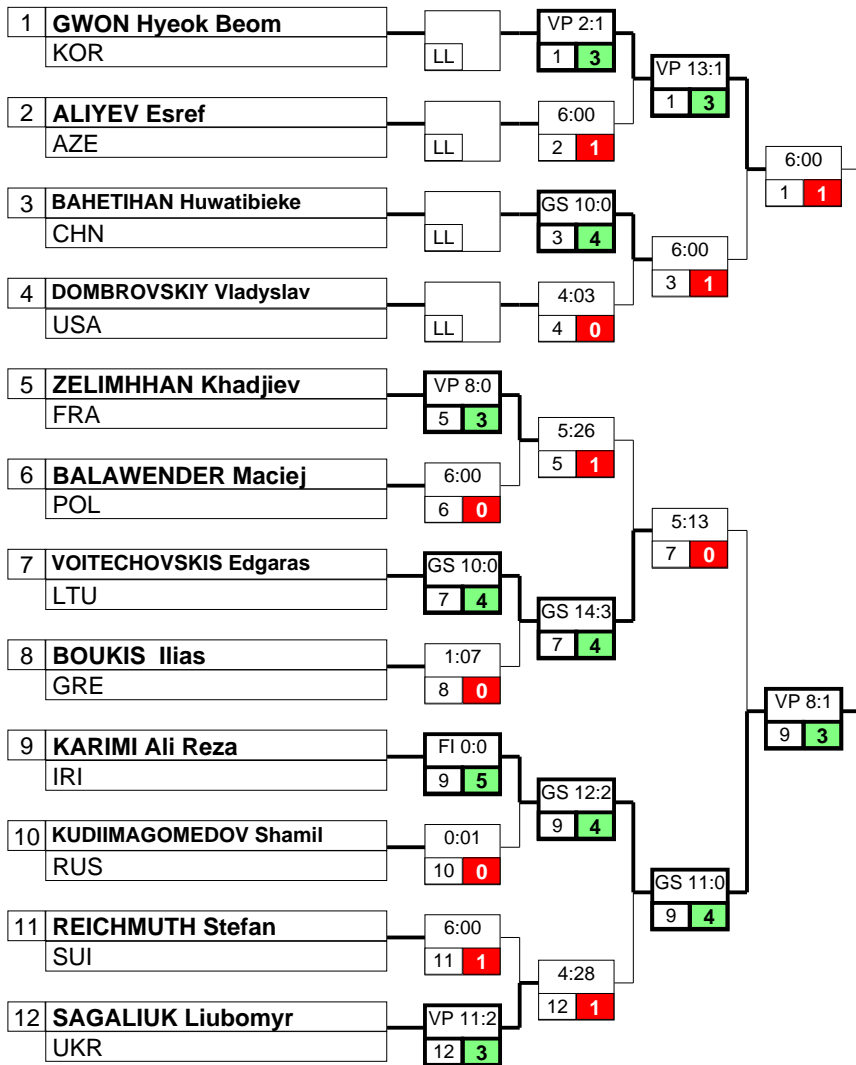 1 GWON Hyeok Beom
KOR
LL
VP 2:1
1 3
VP 13:1
1 3
2 ALIYEV Esref
AZE
LL
6:00
2 1
6:00
1 1
3 BAHETIHAN Huwatibieke
CHN
LL
GS 10:0
3 4
6:00
3 1
4 DOMBROVSKIY Vladyslav
USA
LL
4:03
4 0
5 ZELIMHHAN Khadjiev
FRA
VP 8:0
5 3
5:26
5 1
6 BALAWENDER Maciej
POL
6:00
6 0
5:13
7 0
7 VOITECHOVSKIS Edgaras
LTU
GS 10:0
7 4
GS 14:3
7 4
8 BOUKIS Ilias
GRE
1:07
8 0
VP 8:1
9 3
9 KARIMI Ali Reza
IRI
FI 0:0
9 5
GS 12:2
9 4
10 KUDIIMAGOMEDOV Shamil
RUS
0:01
10 0
GS 11:0
9 4
11 REICHMUTH Stefan
SUI
6:00
11 1
4:28
12 1
12 SAGALIUK Liubomyr
UKR
VP 11:2
12 3